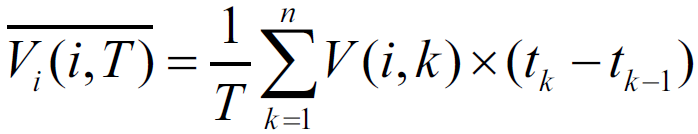 $\overline{V_i(i,T)} = \frac{1}{T}\sum_{k=1}^{n} V(i,k) \times (t_k - t_{k-1})$